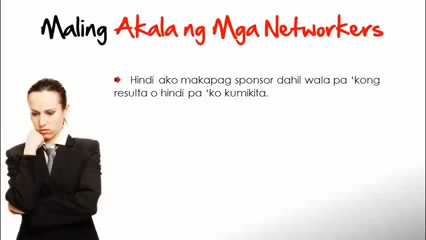 Maling Akala ng Mga Networkers
Hindi ako makapag sponsor dahil wala pa ‘kong
resulta o hindi pa ‘ko kumikita.